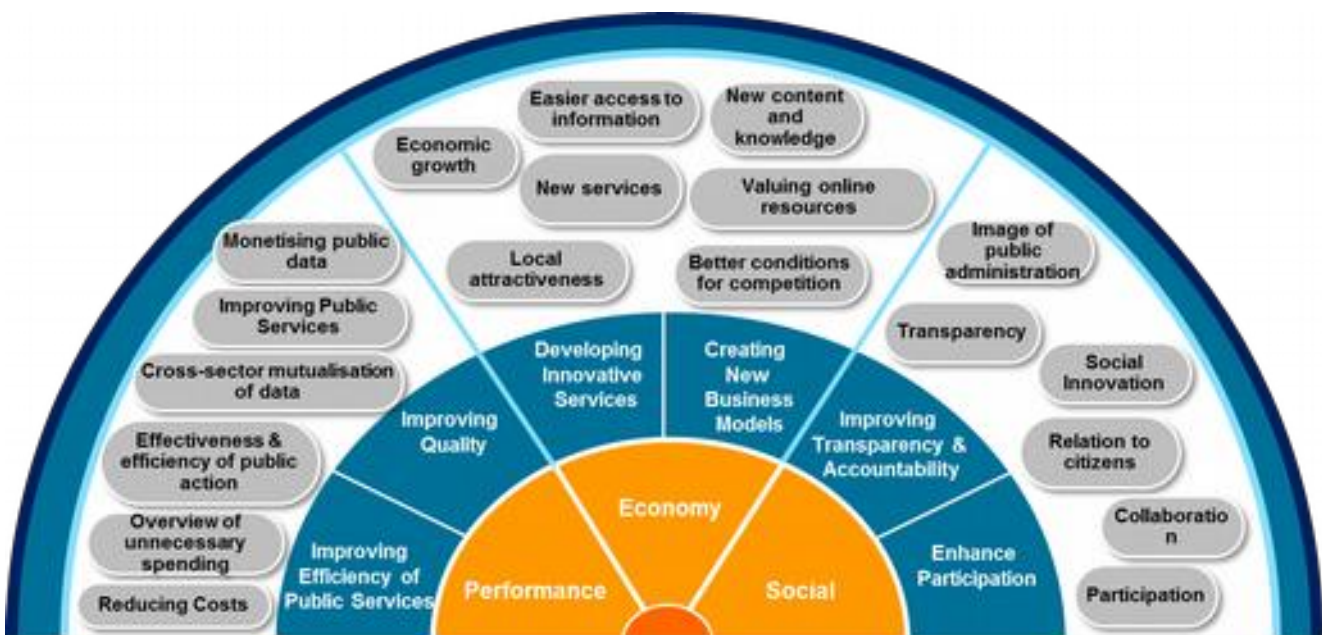 Easier access to
information
New content
and
knowledge
Economic
growth
New services
Valuing online
resources
Local
attractiveness
Better conditions
for competition
Monetising public
data
Improving Public
Services
Cross-sector mutualisation
of data
Effectiveness &
efficiency of public
action
Overview of
unnecessary
spending
Reducing Costs
Image of
public
administration
Transparency
Social
Innovation
Relation to
citizens
Collaboratio
n
Participation
Improving
Efficiency of
Public Services
Improving
Quality
Developing
Innovative
Services
Creating
New
Business
Models
Improving
Transparency &
Accountability
Enhance
Participation
Performance
Economy
Social